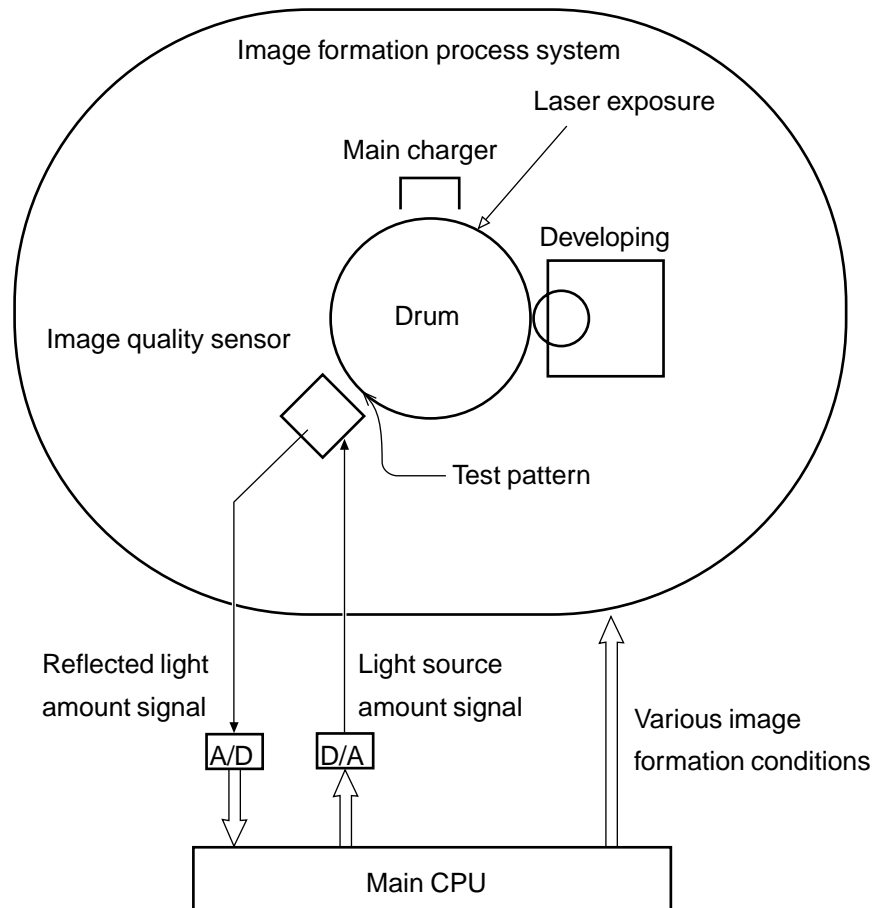 Image formation process system
Laser exposure
Main charger
Developing
Drum
Image quality sensor
Test pattern
Reflected light
amount signal
Light source
amount signal
Various image
formation conditions
A/D
D/A
Main CPU